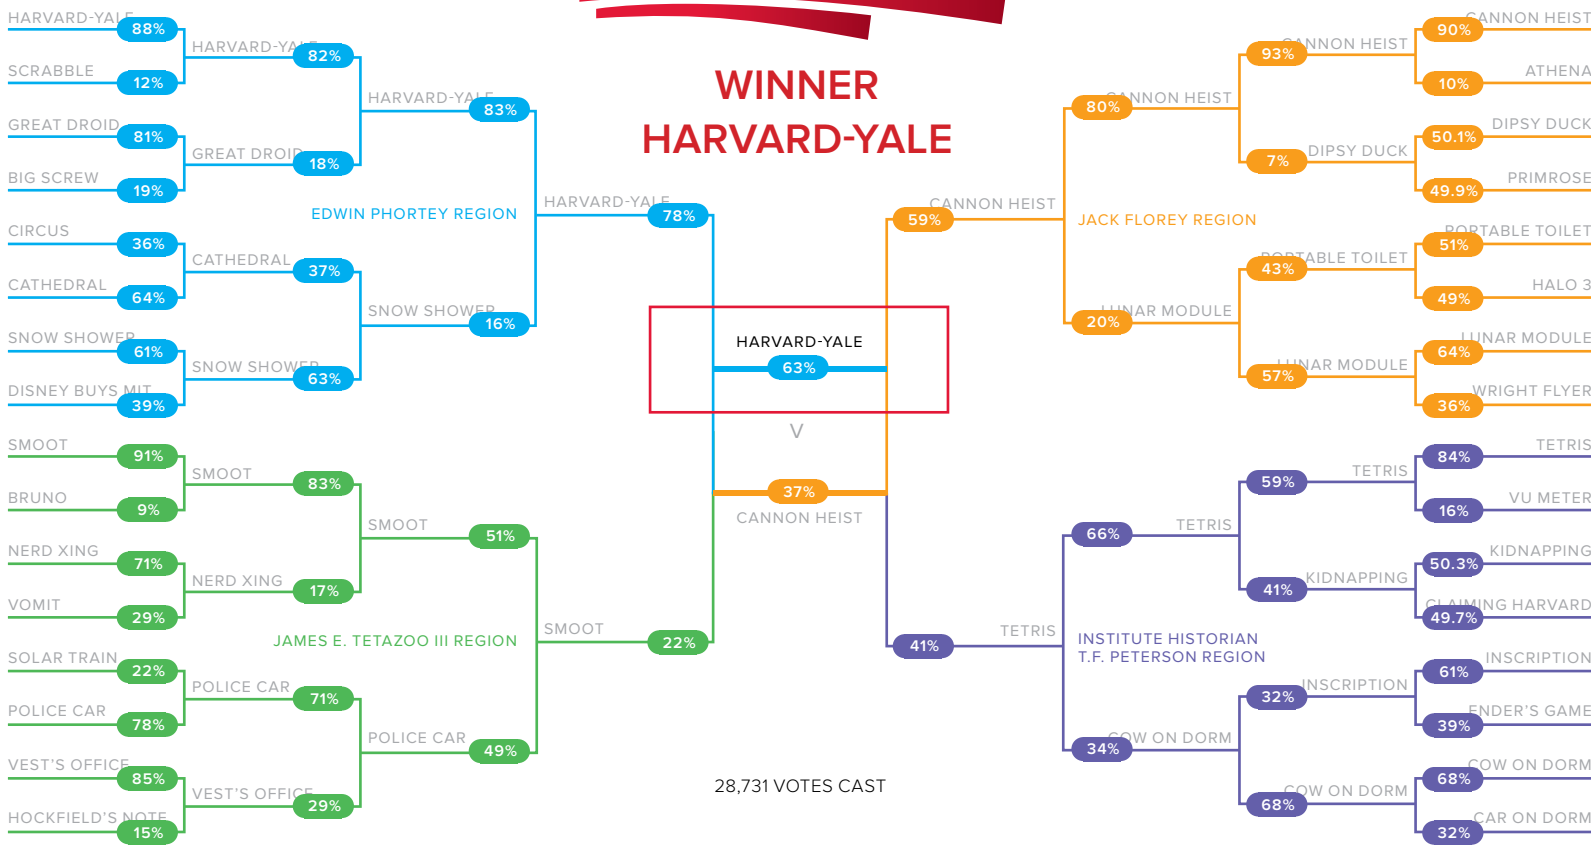 WINNER
HARVARD-YALE
HARVARD-YALE
88%
SCRABBLE
12%
GREAT DROID
81%
BIG SCREW
19%
CIRCUS
36%
CATHEDRAL
64%
SNOW SHOWER
61%
DISNEY BUYS MIT
39%
HARVARD-YALE
82%
GREAT DROID
18%
CATHEDRAL
37%
SNOW SHOWER
63%
HARVARD-YALE
83%
SNOW SHOWER
16%
EDWIN PHORTEY REGION
HARVARD-YALE
78%
SMOOT
91%
BRUNO
9%
NERD XING
71%
VOMIT
29%
SOLAR TRAIN
22%
POLICE CAR
78%
VEST'S OFFICE
85%
HOCKFIELD'S NOTE
15%
SMOOT
83%
NERD XING
17%
POLICE CAR
71%
VEST'S OFFICE
29%
SMOOT
51%
POLICE CAR
49%
JAMES E. TETAZOO III REGION
SMOOT
22%
HARVARD-YALE
63%
V
37%
CANNON HEIST
28,731 VOTES CAST
CANNON HEIST
59%
JACK FLOREY REGION
CANNON HEIST
80%
LUNAR MODULE
20%
CANNON HEIST
93%
DIPSY DUCK
7%
PORTABLE TOILET
43%
LUNAR MODULE
57%
CANNON HEIST
90%
ATHENA
10%
DIPSY DUCK
50.1%
PRIMROSE
49.9%
PORTABLE TOILET
51%
HALO 3
49%
LUNAR MODULE
64%
WRIGHT FLYER
36%
TETRIS
41%
INSTITUTE HISTORIAN
T.F. PETERSON REGION
TETRIS
66%
COW ON DORM
34%
TETRIS
59%
KIDNAPPING
41%
INSCRIPTION
32%
COW ON DORM
68%
TETRIS
84%
VU METER
16%
KIDNAPPING
50.3%
CLAIMING HARVARD
49.7%
INSCRIPTION
61%
ENDER'S GAME
39%
COW ON DORM
68%
CAR ON DORM
32%